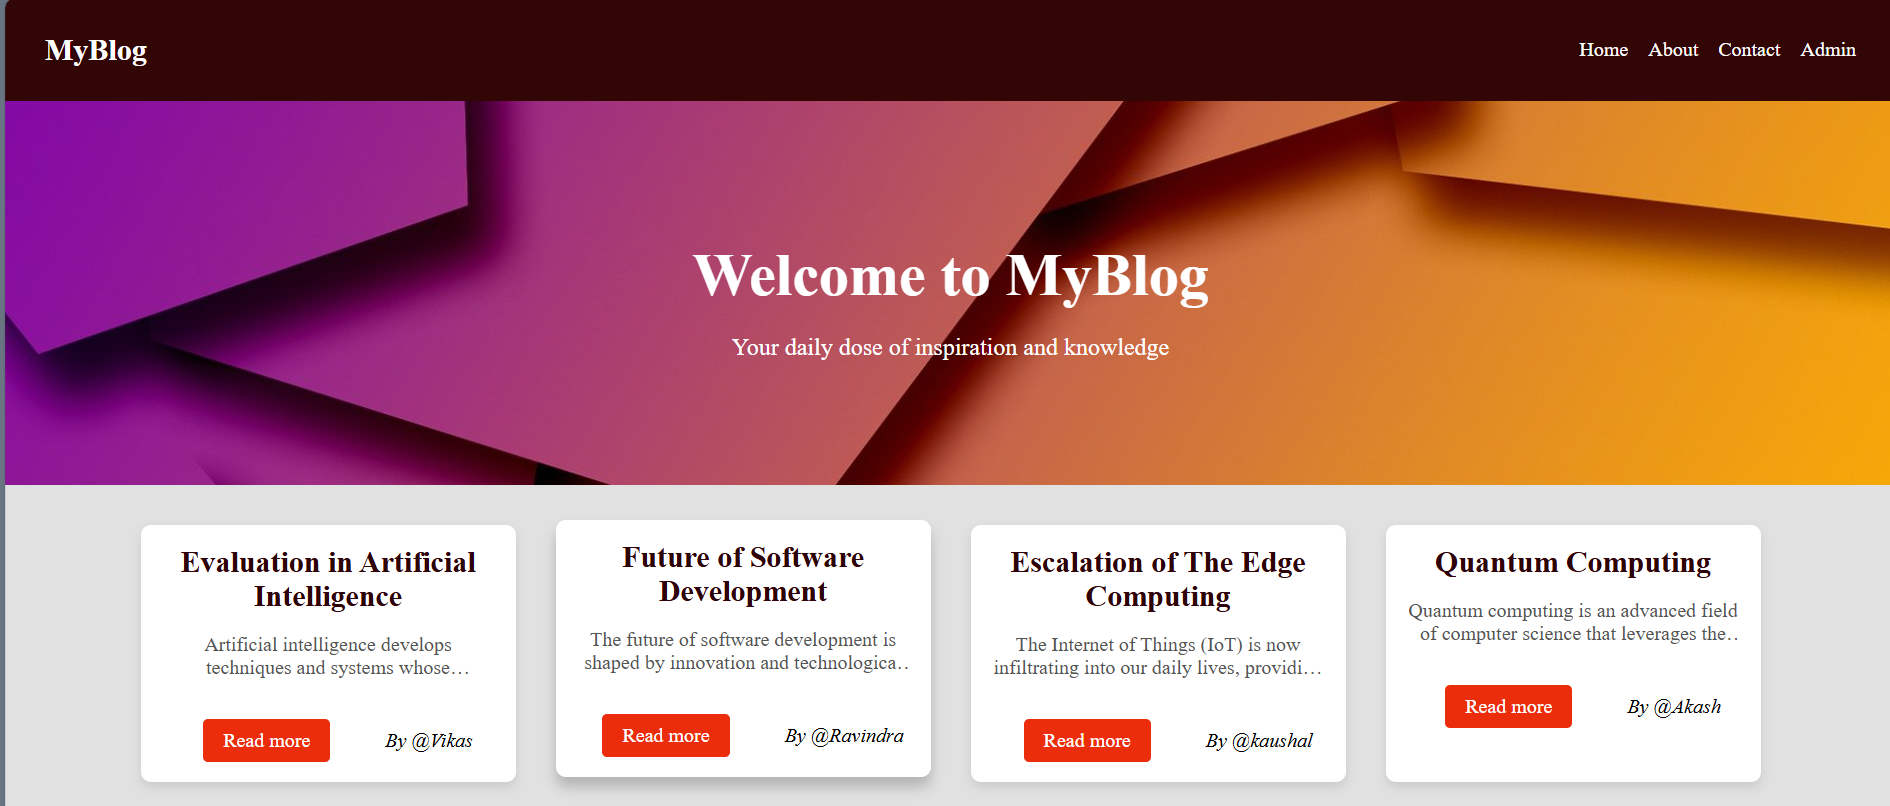 MyBlog
Home About Contact Admin
Welcome to MyBlog
Your daily dose of inspiration and knowledge
Evaluation in Artificial
Intelligence
Artificial intelligence develops
techniques and systems whose…
Read more By @Vikas
Future of Software
Development
The future of software development is
shaped by innovation and technologica..
Read more By @Ravindra
Escalation of The Edge
Computing
The Internet of Things (IoT) is now
infiltrating into our daily lives, providi…
Read more By @kaushal
Quantum Computing
Quantum computing is an advanced field
of computer science that leverages the..
Read more By @Akash